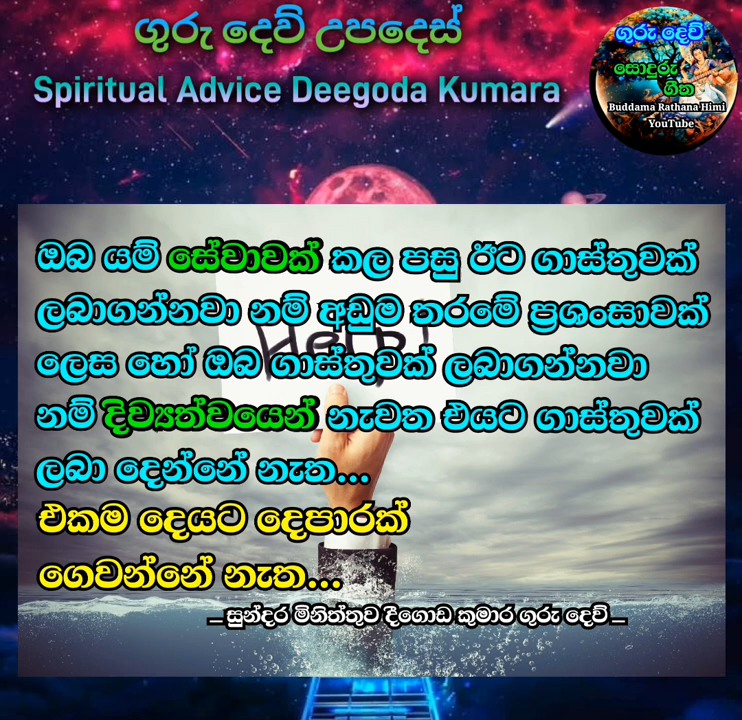 ගුරු දෙව් උපදෙස්
Spiritual Advice Deegoda Kumara
ගුරු දෙව්
සොදුරු
ගීත
Buddama Rathana Himi
YouTube
ඔබ යම් සේවාවක් කල පසු ඊට ගාස්තුවක්
ලබාගන්නවා නම් අඩුම තරමේ ප්‍රශංසාවක්
ලෙස හෝ ඔබ ගාස්තුවක් ලබාගන්නවා
නම් දිව්‍යත්වයෙන් නැවත එයට ගාස්තුවක්
ලබා දෙන්නේ නැත...
එකම දෙයට දෙපාරක්
ගෙවන්නේ නැත...
_ සුන්දර මිනිත්තුව දීගොඩ කුමාර ගුරු දෙව් _
Help!